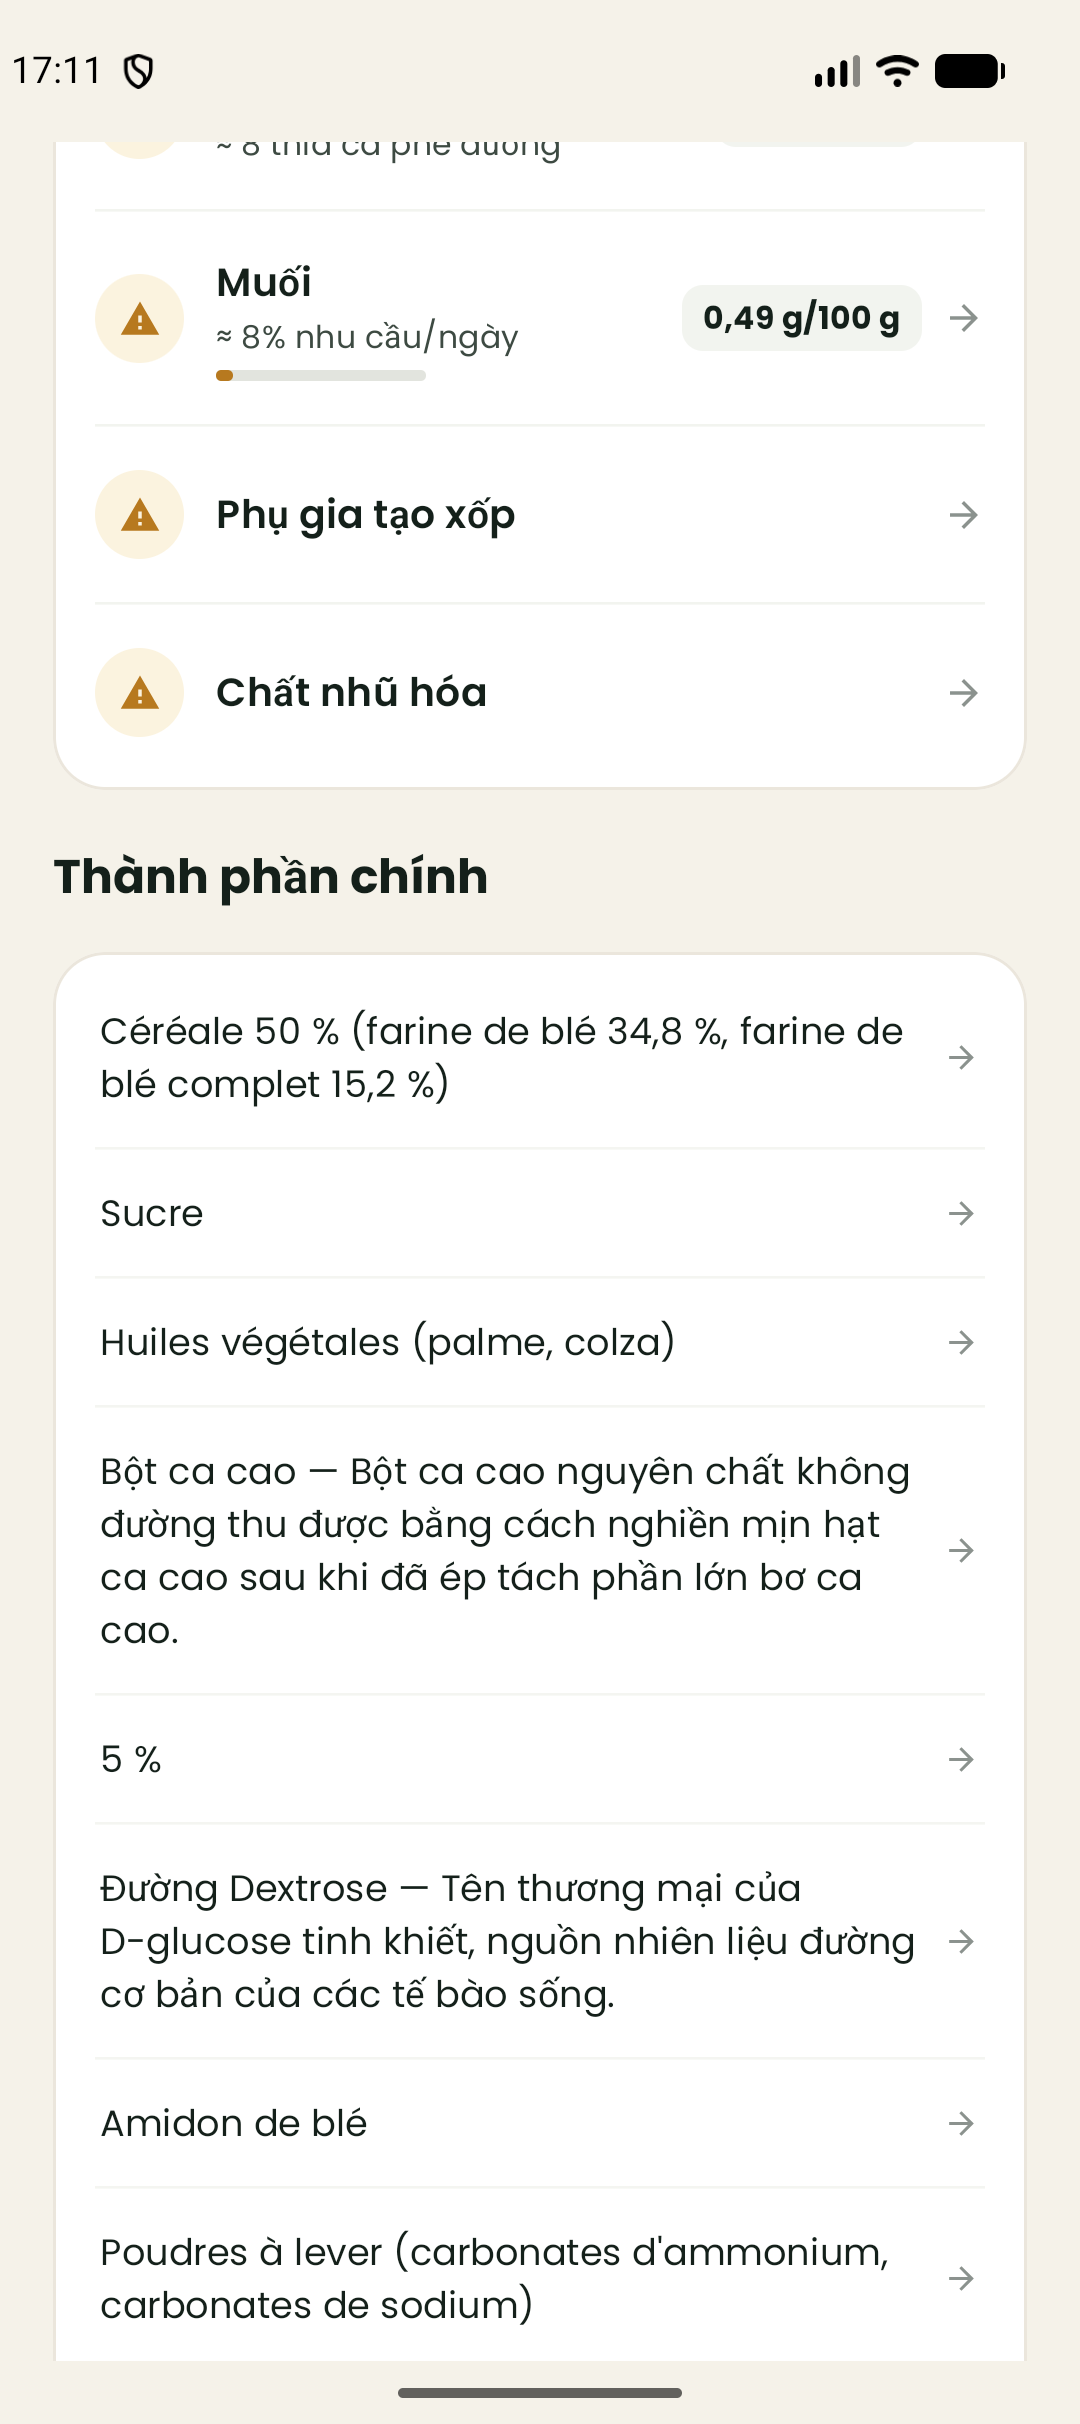 17:11
≈ 8 thìa cà phê đường
Muối
≈ 8% nhu cầu/ngày
0,49 g/100 g
Phụ gia tạo xốp
Chất nhũ hóa
Thành phần chính
Céréale 50 % (farine de blé 34,8 %, farine de
blé complet 15,2 %)
Sucre
Huiles végétales (palme, colza)
Bột ca cao — Bột ca cao nguyên chất không
đường thu được bằng cách nghiền mịn hạt
ca cao sau khi đã ép tách phần lớn bơ ca
cao.
5 %
Đường Dextrose — Tên thương mại của
D-glucose tinh khiết, nguồn nhiên liệu đường
cơ bản của các tế bào sống.
Amidon de blé
Poudres à lever (carbonates d'ammonium,
carbonates de sodium)